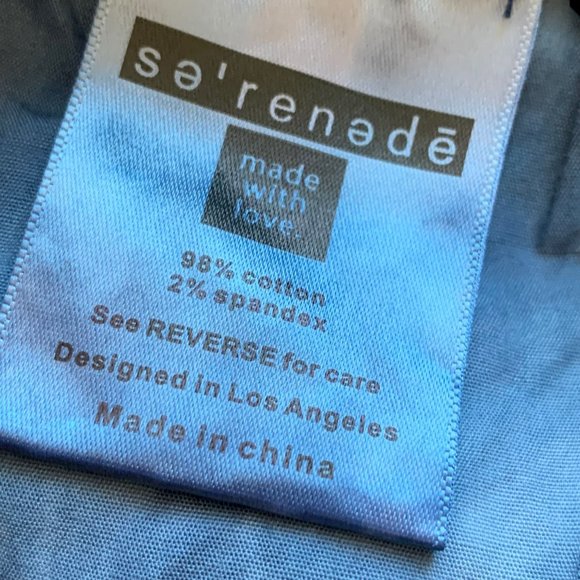 sə'renədē
made
with
love.
98% cotton
2% spandex
See REVERSE for care
Designed in Los Angeles
Made in china